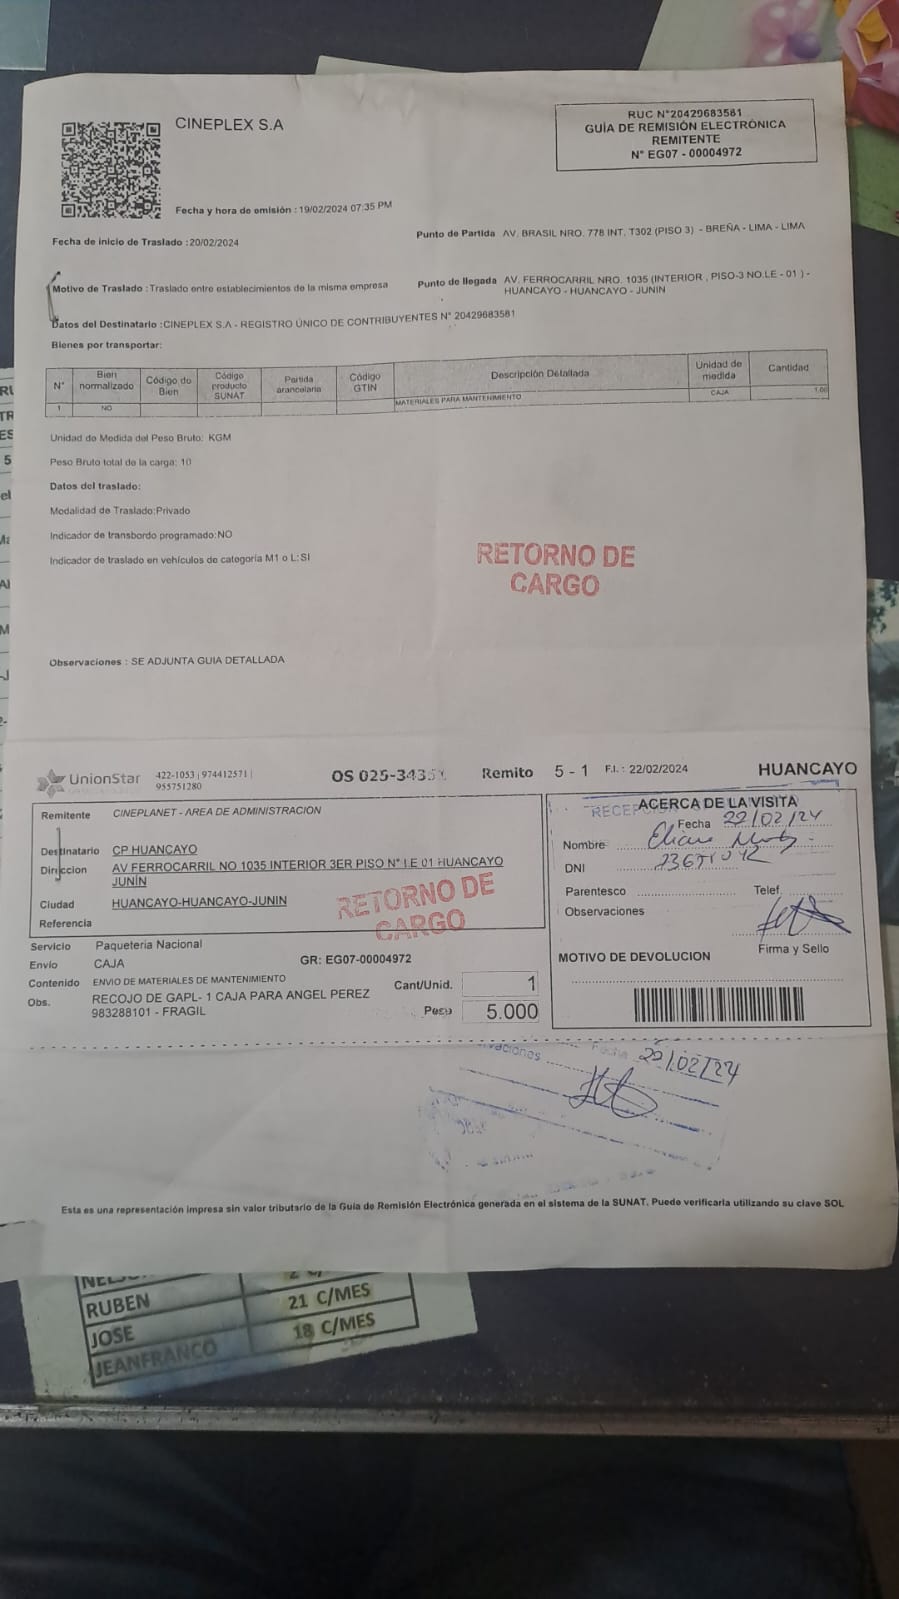 CINEPLEX S.A
RUC N°20429683581
GUÍA DE REMISIÓN ELECTRÓNICA
REMITENTE
N° EG07 - 00004972
Fecha y hora de emisión : 19/02/2024 07:35 PM
Fecha de inicio de Traslado :20/02/2024
Punto de Partida AV. BRASIL NRO. 778 INT. T302 (PISO 3) - BREÑA - LIMA - LIMA
Motivo de Traslado :Traslado entre establecimientos de la misma empresa
Punto de llegada AV. FERROCARRIL NRO. 1035 (INTERIOR , PISO-3 NO.LE - 01 ) -
HUANCAYO - HUANCAYO - JUNIN
Datos del Destinatario :CINEPLEX S.A - REGISTRO ÚNICO DE CONTRIBUYENTES N° 20429683581
Bienes por transportar:
N° Bien normalizado Código de Bien Código producto SUNAT Partida arancelaria Código GTIN Descripción Detallada Unidad de medida Cantidad
1 NO MATERIALES PARA MANTENIMIENTO CAJA 1.00
Unidad de Medida del Peso Bruto: KGM
Peso Bruto total de la carga: 10
Datos del traslado:
Modalidad de Traslado:Privado
Indicador de transbordo programado:NO
Indicador de traslado en vehículos de categoría M1 o L:SI
RETORNO DE
CARGO
Observaciones : SE ADJUNTA GUIA DETALLADA
UnionStar 422-1053 | 974412571 |
955751280
OS 025-3435 Remito 5 - 1 F.I. : 22/02/2024 HUANCAYO
Remitente CINEPLANET - AREA DE ADMINISTRACION
Destinatario CP HUANCAYO
Direccion AV FERROCARRIL NO 1035 INTERIOR 3ER PISO N° LE 01 HUANCAYO
JUNÍN
Ciudad HUANCAYO-HUANCAYO-JUNIN
Referencia
RETORNO DE
CARGO
Servicio Paqueteria Nacional
Envío CAJA GR: EG07-00004972
Contenido ENVIO DE MATERIALES DE MANTENIMIENTO
Obs. RECOJO DE GAPL- 1 CAJA PARA ANGEL PEREZ
983288101 - FRAGIL
Cant/Unid. 1
Peso 5.000
ACERCA DE LA VISITA
Fecha 22/02/24
Nombre
DNI
Parentesco Telef.
Observaciones
Firma y Sello
MOTIVO DE DEVOLUCION
Fecha 22/02/24
Esta es una representación impresa sin valor tributario de la Guía de Remisión Electrónica generada en el sistema de la SUNAT. Puede verificarla utilizando su clave SOL
RUBEN 21 C/MES
JOSE 18 C/MES
JEANFRANCO